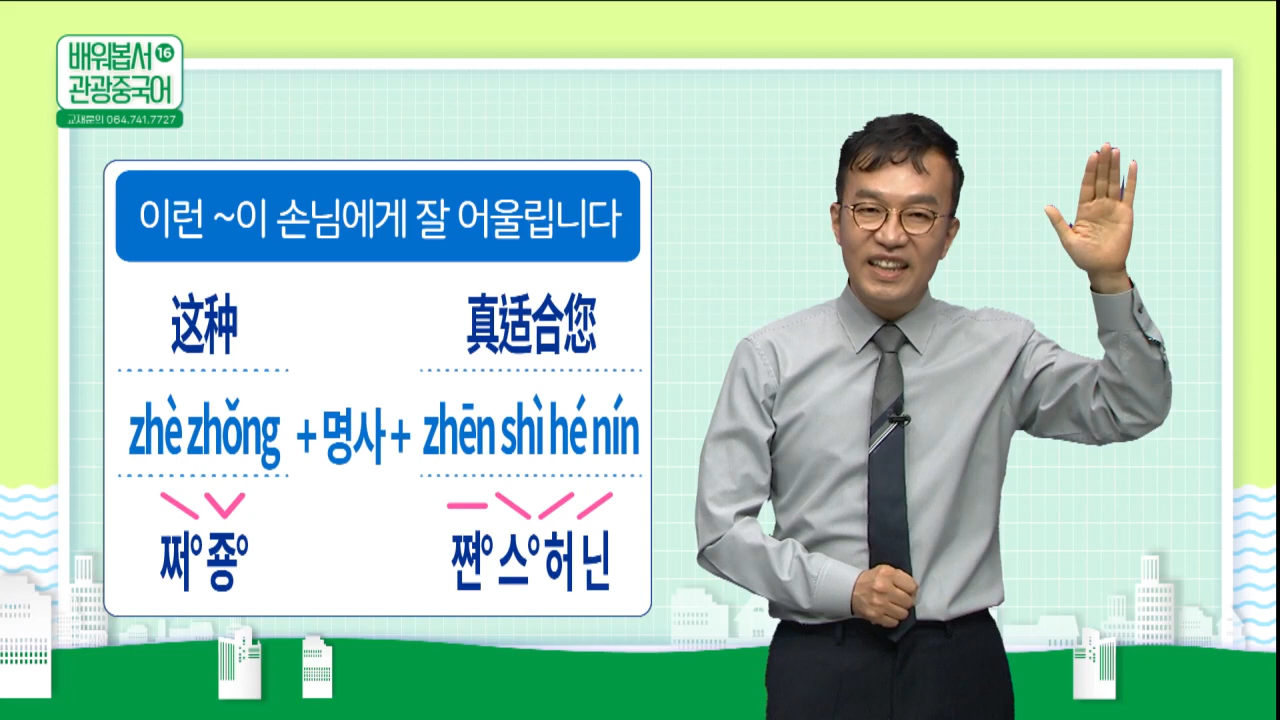 배워봅서 16
관광중국어
교재문의 064.741.7727
이런 ~이 손님에게 잘 어울립니다
这种 真适合您
zhè zhǒng + 명사 + zhēn shì hé nín
쩌° 죵° 쩐° 스° 허 닌